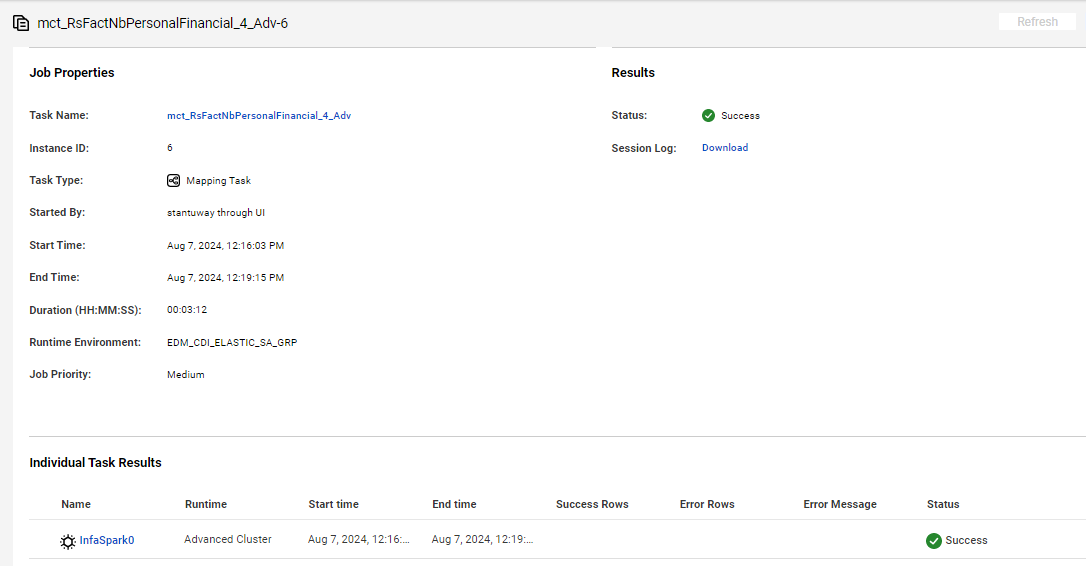 mct_RsFactNbPersonalFinancial_4_Adv-6
Refresh
Job Properties
Task Name: mct_RsFactNbPersonalFinancial_4_Adv
Instance ID: 6
Task Type: Mapping Task
Started By: stantuway through UI
Start Time: Aug 7, 2024, 12:16:03 PM
End Time: Aug 7, 2024, 12:19:15 PM
Duration (HH:MM:SS): 00:03:12
Runtime Environment: EDM_CDI_ELASTIC_SA_GRP
Job Priority: Medium
Results
Status: Success
Session Log: Download
Individual Task Results
Name Runtime Start time End time Success Rows Error Rows Error Message Status
InfaSpark0 Advanced Cluster Aug 7, 2024, 12:16:... Aug 7, 2024, 12:19:... Success